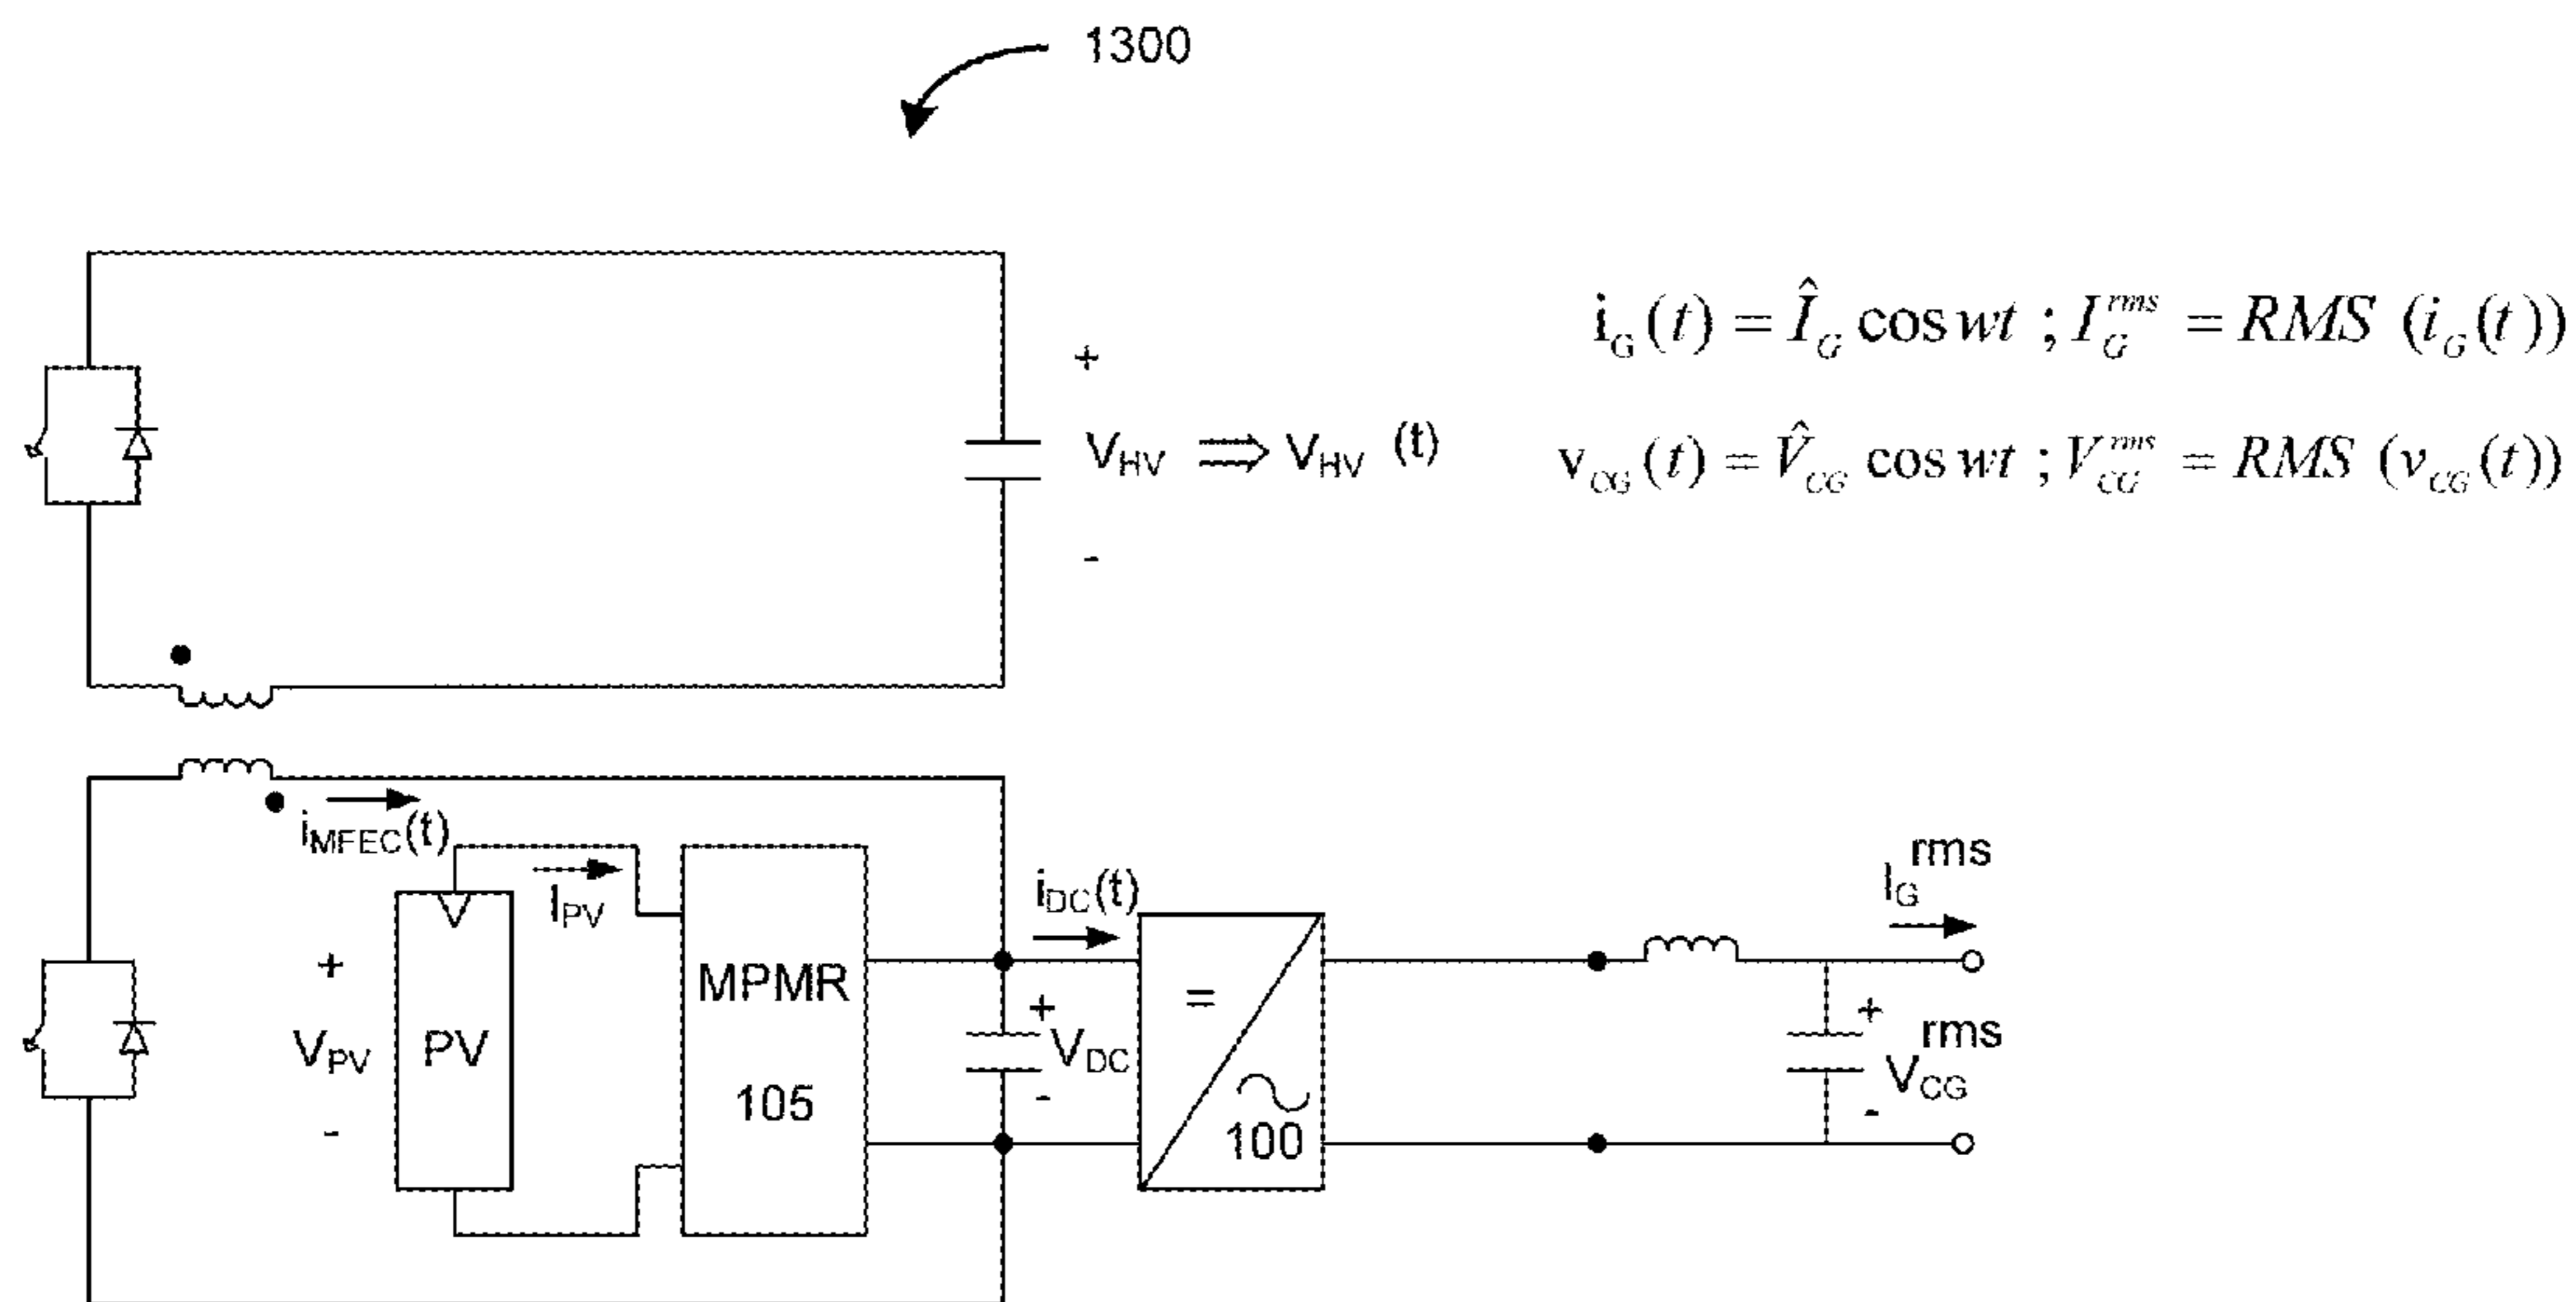 1300
i_G(t) = Î_G cos wt ; I_G^rms = RMS (i_G(t))
+
V_HV ⇒ V_HV (t)
v_CG(t) = V̂_CG cos wt ; V_CG^rms = RMS (v_CG(t))
-
i_MFEC(t)
I_PV
i_DC(t)
I_G^rms
+
V_PV
-
PV
MPMR
105
+
V_DC
-
=
100
+
V_CG^rms
-